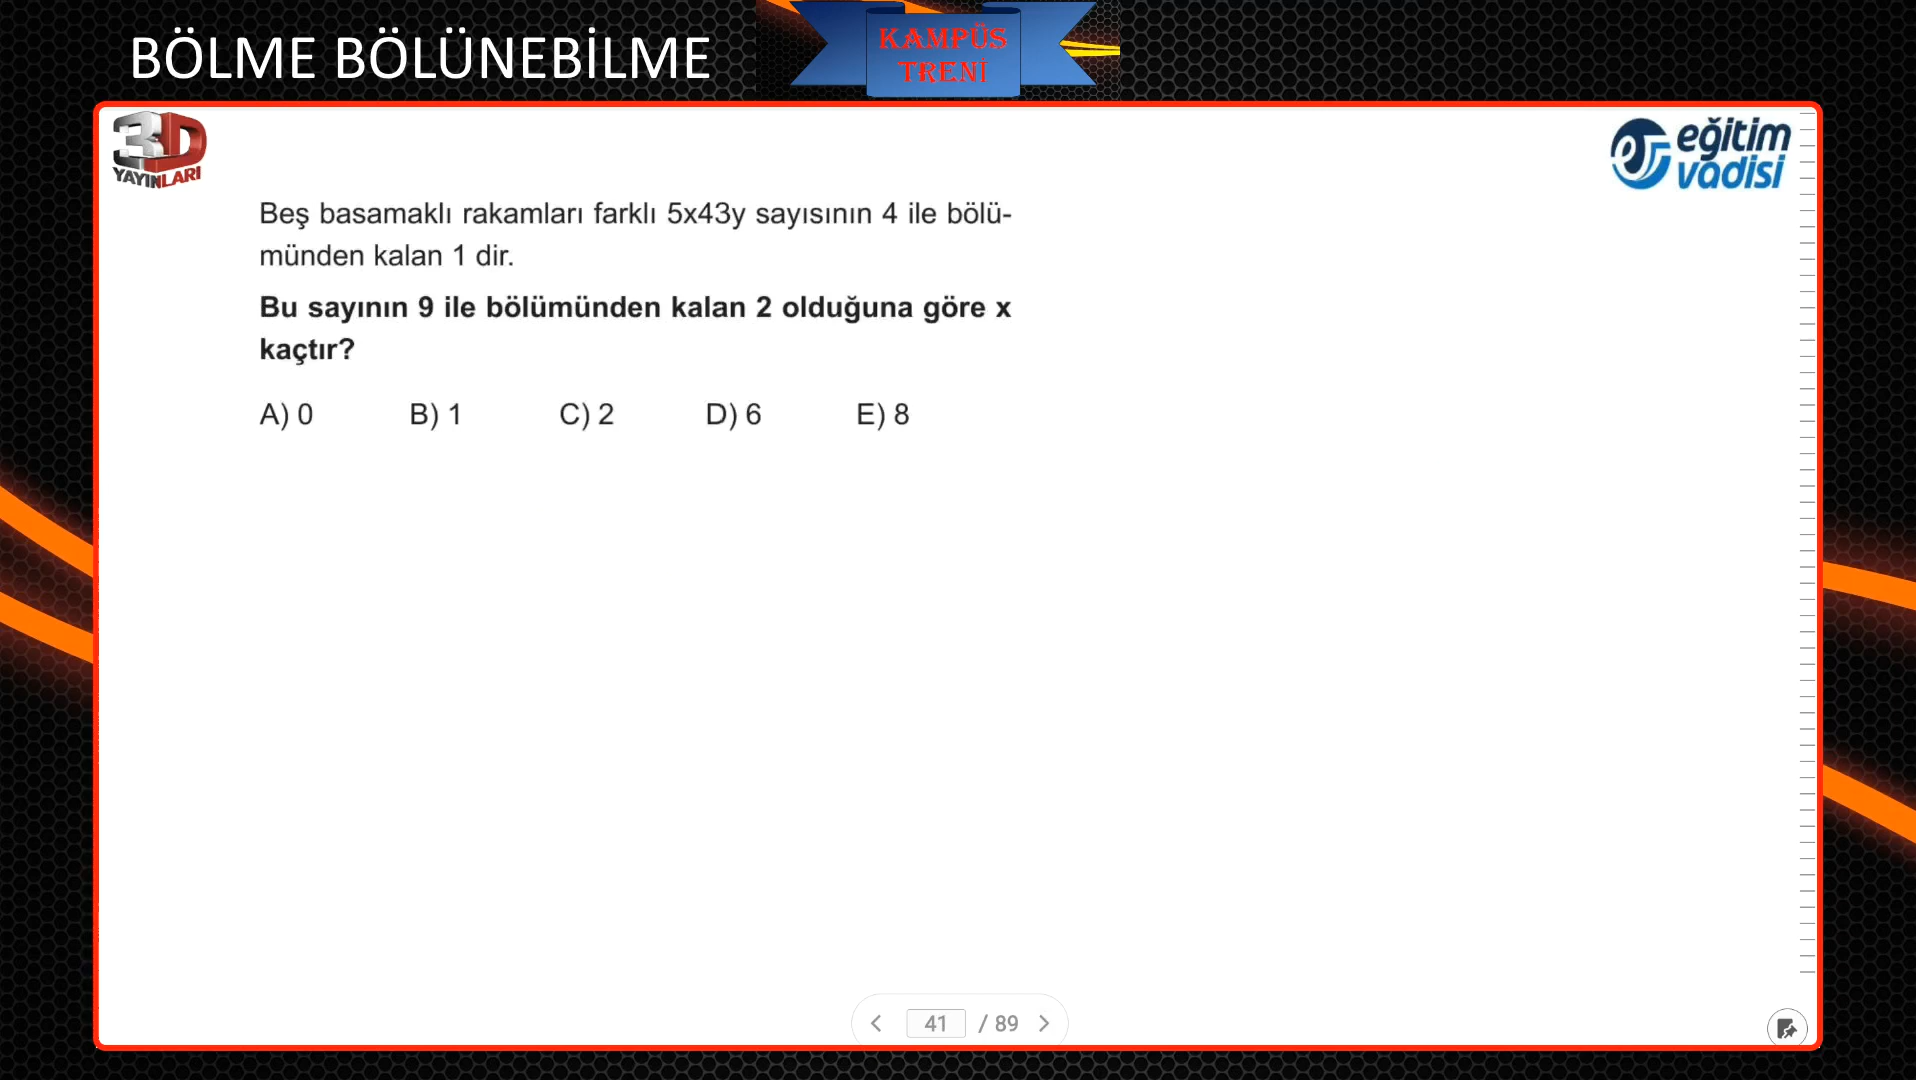 BÖLME BÖLÜNEBİLME
KAMPÜS
TRENİ
3D
YAYINLARI
eğitim
vadisi
Beş basamaklı rakamları farklı 5x43y sayısının 4 ile bölü-
münden kalan 1 dir.
Bu sayının 9 ile bölümünden kalan 2 olduğuna göre x
kaçtır?
A) 0 B) 1 C) 2 D) 6 E) 8
41 / 89